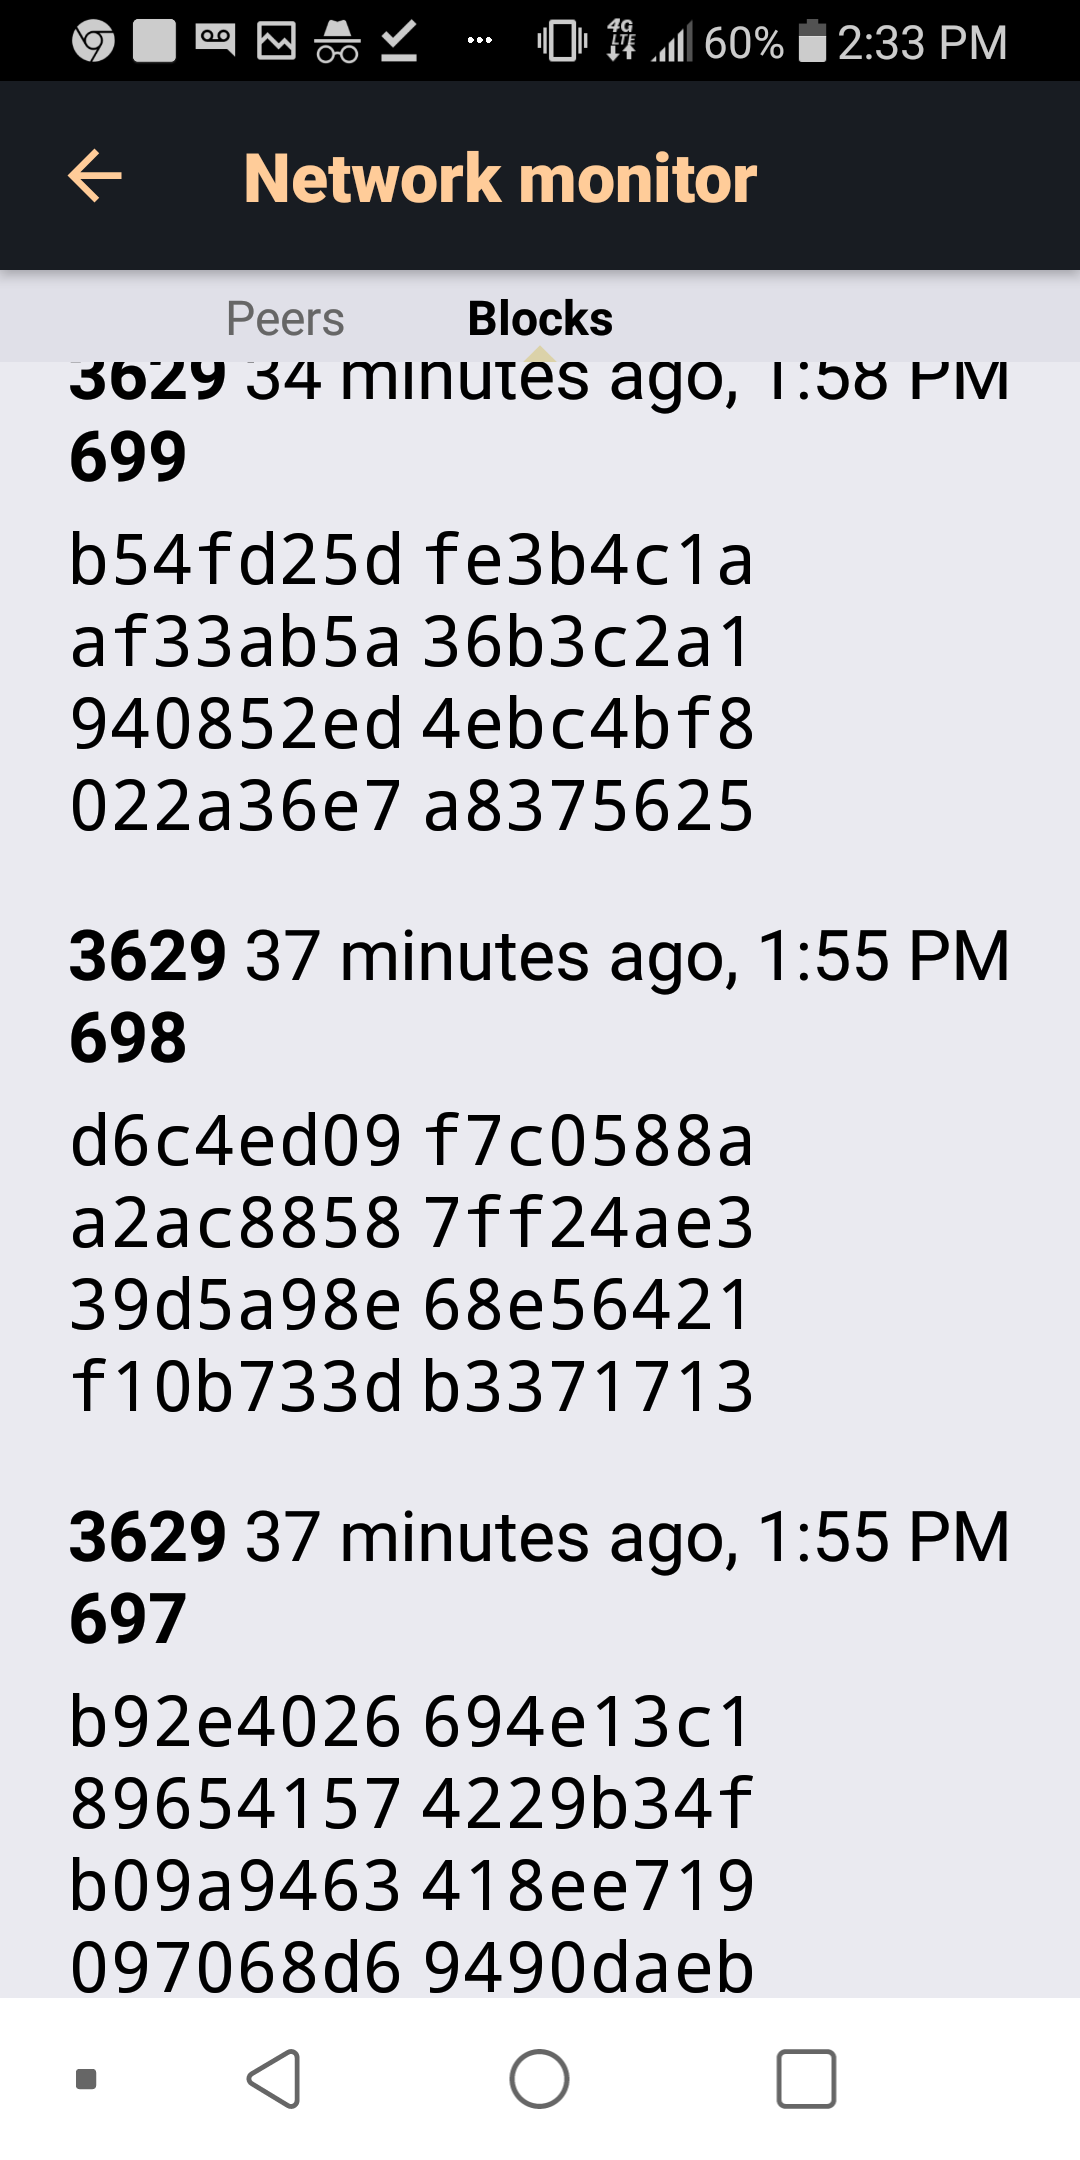 4G LTE 60% 2:33 PM
Network monitor
Peers Blocks
3629 34 minutes ago, 1:58 PM
699
b54fd25d fe3b4c1a
af33ab5a 36b3c2a1
940852ed 4ebc4bf8
022a36e7 a8375625
3629 37 minutes ago, 1:55 PM
698
d6c4ed09 f7c0588a
a2ac8858 7ff24ae3
39d5a98e 68e56421
f10b733d b3371713
3629 37 minutes ago, 1:55 PM
697
b92e4026 694e13c1
89654157 4229b34f
b09a9463 418ee719
097068d6 9490daeb